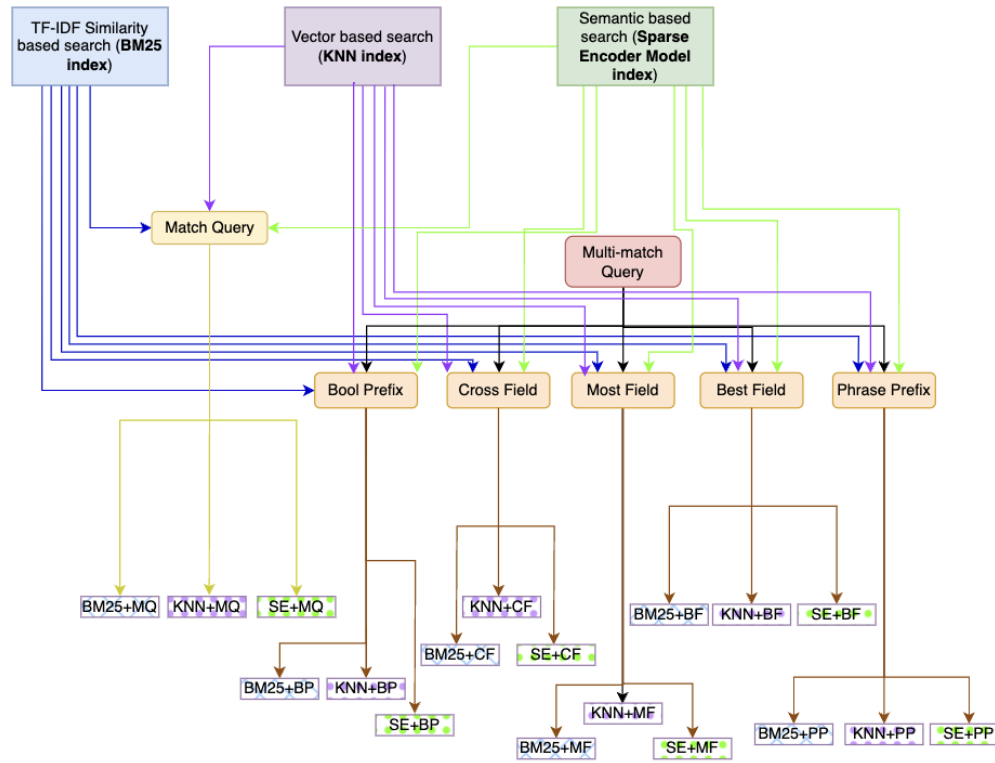 TF-IDF Similarity
based search (BM25
index)
Vector based search
(KNN index)
Semantic based
search (Sparse
Encoder Model
index)
Match Query
Multi-match
Query
Bool Prefix
Cross Field
Most Field
Best Field
Phrase Prefix
BM25+MQ
KNN+MQ
SE+MQ
BM25+BP
KNN+BP
SE+BP
KNN+CF
BM25+CF
SE+CF
KNN+MF
BM25+MF
SE+MF
BM25+BF
KNN+BF
SE+BF
BM25+PP
KNN+PP
SE+PP